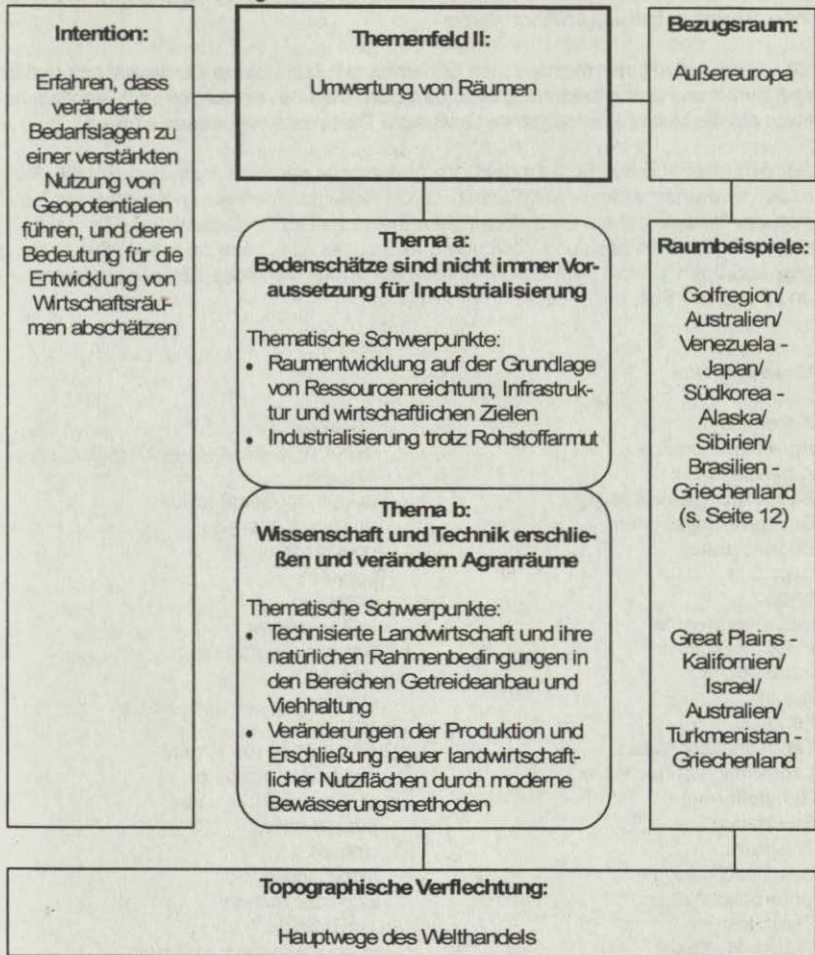 Intention:
Erfahren, dass
veränderte
Bedarfslagen zu
einer verstärkten
Nutzung von
Geopotentialen
führen, und deren
Bedeutung für die
Entwicklung von
Wirtschaftsräu-
men abschätzen
Themenfeld II:
Umwertung von Räumen
Bezugsraum:
Außereuropa
Thema a:
Bodenschätze sind nicht immer Vor-
aussetzung für Industrialisierung
Thematische Schwerpunkte:
• Raumentwicklung auf der Grundlage
von Ressourcenreichtum, Infrastruk-
tur und wirtschaftlichen Zielen
• Industrialisierung trotz Rohstoffarmut
Thema b:
Wissenschaft und Technik erschlie-
ßen und verändern Agrarräume
Thematische Schwerpunkte:
• Technisierte Landwirtschaft und ihre
natürlichen Rahmenbedingungen in
den Bereichen Getreideanbau und
Viehhaltung
• Veränderungen der Produktion und
Erschließung neuer landwirtschaft-
licher Nutzflächen durch moderne
Bewässerungsmethoden
Raumbeispiele:
Golfregion/
Australien/
Venezuela -
Japan/
Südkorea -
Alaska/
Sibirien/
Brasilien -
Griechenland
(s. Seite 12)
Great Plains -
Kalifornien/
Israel/
Australien/
Turkmenistan -
Griechenland
Topographische Verflechtung:
Hauptwege des Welthandels